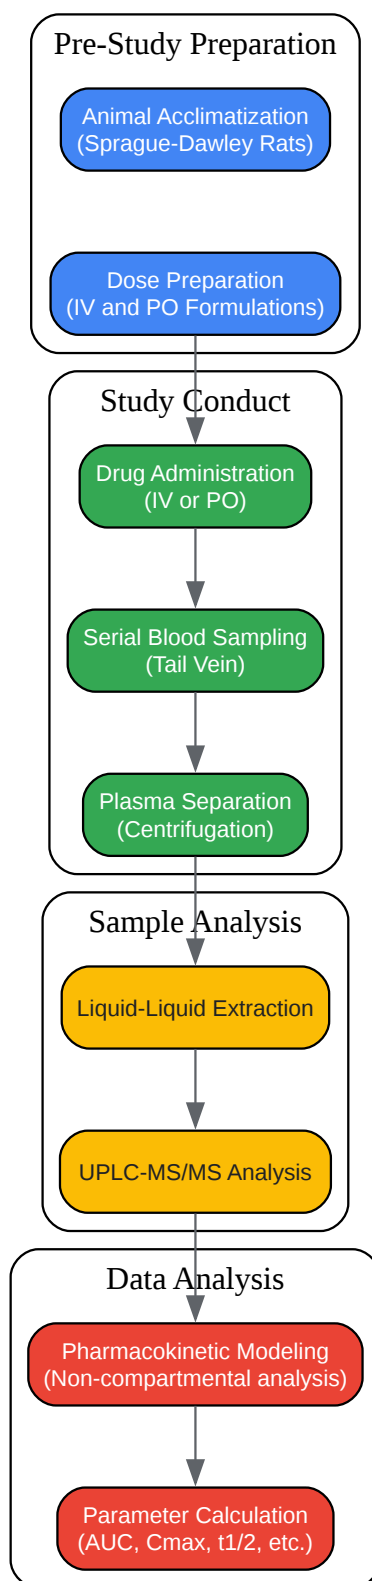 Pre-Study Preparation
Animal Acclimatization
(Sprague-Dawley Rats)
Dose Preparation
(IV and PO Formulations)
Study Conduct
Drug Administration
(IV or PO)
Serial Blood Sampling
(Tail Vein)
Plasma Separation
(Centrifugation)
Sample Analysis
Liquid-Liquid Extraction
UPLC-MS/MS Analysis
Data Analysis
Pharmacokinetic Modeling
(Non-compartmental analysis)
Parameter Calculation
(AUC, Cmax, t1/2, etc.)